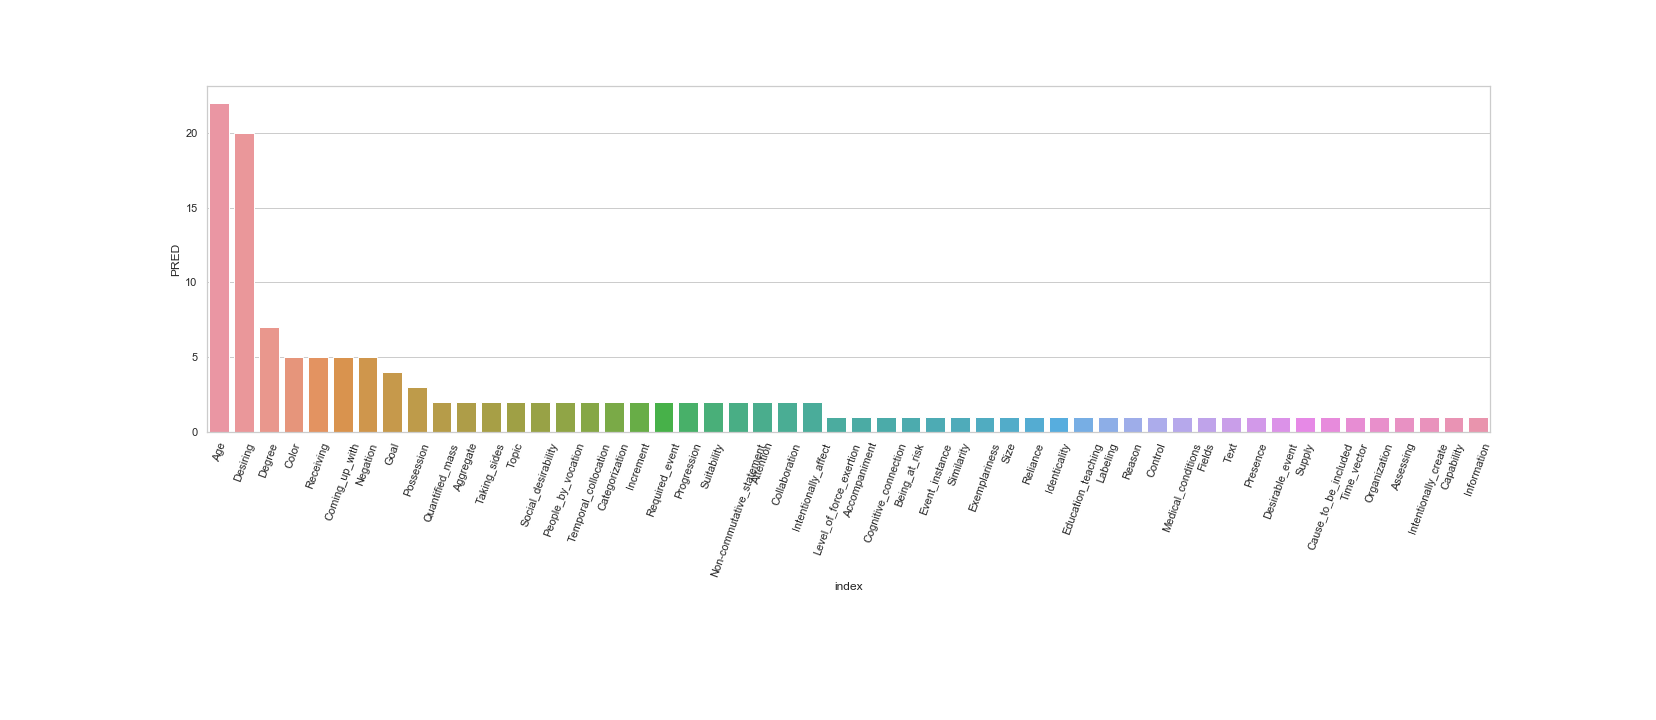 20
15
10
5
0
PRED
Age
Desiring
Degree
Color
Receiving
Coming_up_with
Negation
Goal
Possession
Quantified_mass
Aggregate
Taking_sides
Topic
Social_desirability
People_by_vocation
Temporal_collocation
Categorization
Increment
Required_event
Progression
Suitability
Non-commutative_statement
Attention
Collaboration
Intentionally_affect
Level_of_force_exertion
Accompaniment
Cognitive_connection
Being_at_risk
Event_instance
Similarity
Exemplariness
Size
Reliance
Identicality
Education_teaching
Labeling
Reason
Control
Medical_conditions
Fields
Text
Presence
Desirable_event
Supply
Cause_to_be_included
Time_vector
Organization
Assessing
Intentionally_create
Capability
Information
index